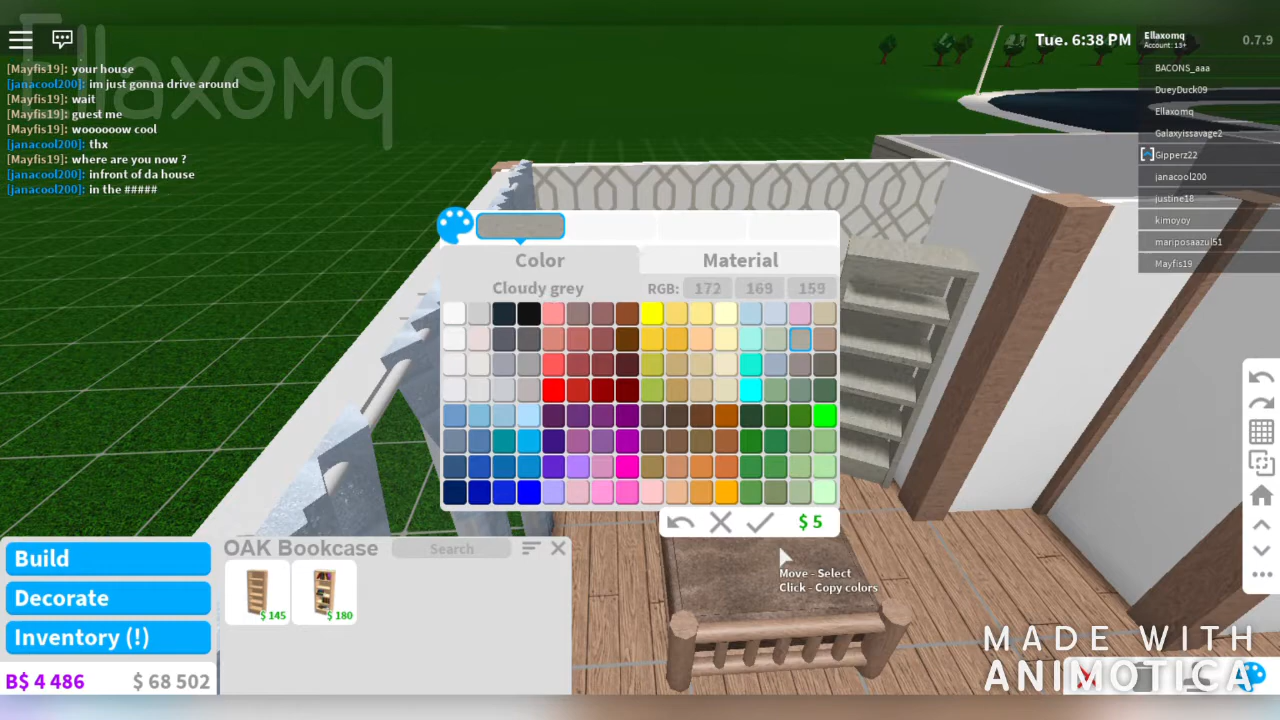 Ellaxomq
Tue. 6:38 PM
Ellaxomq
Account: 13+
0.7.9
[Mayfis19]: your house
[janacool200]: im just gonna drive around
[Mayfis19]: wait
[Mayfis19]: guest me
[Mayfis19]: woooooow cool
[janacool200]: thx
[Mayfis19]: where are you now ?
[janacool200]: infront of da house
[janacool200]: in the #####
BACONS_aaa
DueyDuck09
Ellaxomq
Galaxyissavage2
Gipperz22
janacool200
justine18
kimoyoy
mariposaazul51
Mayfis19
Color
Material
Cloudy grey
RGB: 172 169 159
$ 5
Move - Select
Click - Copy colors
Build
Decorate
Inventory (!)
B$ 4 486
$ 68 502
OAK Bookcase
Search
$ 145
$ 180
MADE WITH
ANIMOTICA